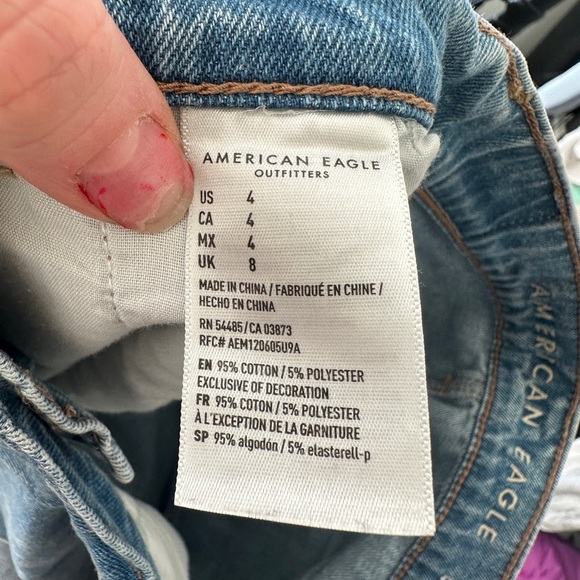 AMERICAN EAGLE
OUTFITTERS
US 4
CA 4
MX 4
UK 8
MADE IN CHINA / FABRIQUÉ EN CHINE /
HECHO EN CHINA
RN 54485/CA 03873
RFC# AEM120605U9A
EN 95% COTTON / 5% POLYESTER
EXCLUSIVE OF DECORATION
FR 95% COTON / 5% POLYESTER
À L'EXCEPTION DE LA GARNITURE
SP 95% algodón / 5% elasterell-p
AMERICAN EAGLE